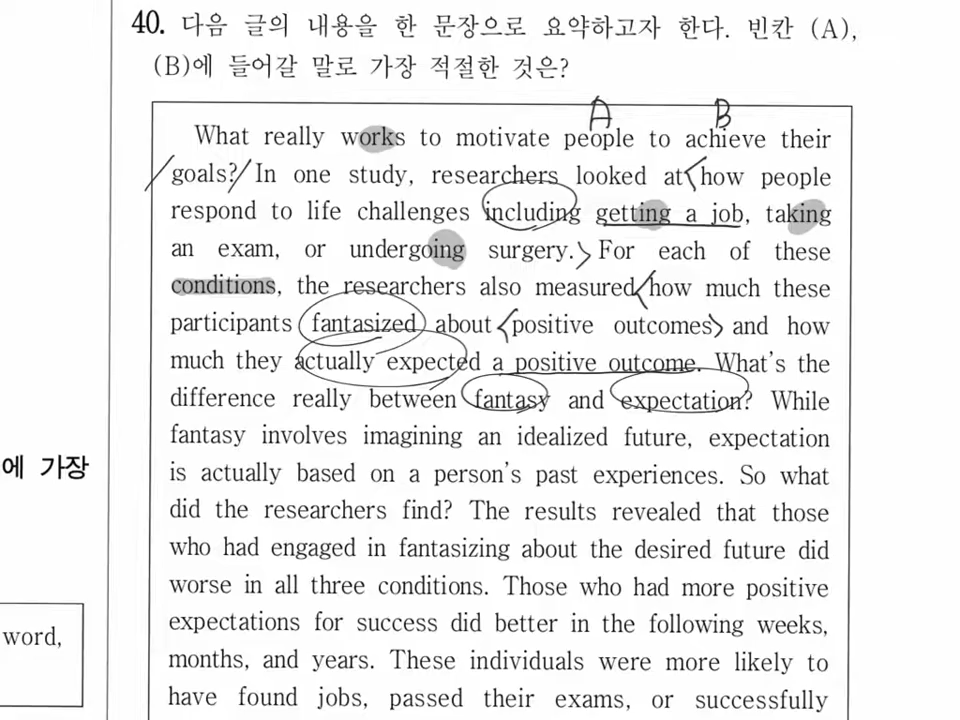 40. 다음 글의 내용을 한 문장으로 요약하고자 한다. 빈칸 (A),
(B)에 들어갈 말로 가장 적절한 것은?
A B
What really works to motivate people to achieve their
goals? In one study, researchers looked at how people
respond to life challenges including getting a job, taking
an exam, or undergoing surgery. For each of these
conditions, the researchers also measured how much these
participants fantasized about positive outcomes and how
much they actually expected a positive outcome. What's the
difference really between fantasy and expectation? While
fantasy involves imagining an idealized future, expectation
is actually based on a person's past experiences. So what
did the researchers find? The results revealed that those
who had engaged in fantasizing about the desired future did
worse in all three conditions. Those who had more positive
expectations for success did better in the following weeks,
months, and years. These individuals were more likely to
have found jobs, passed their exams, or successfully
에 가장
word,